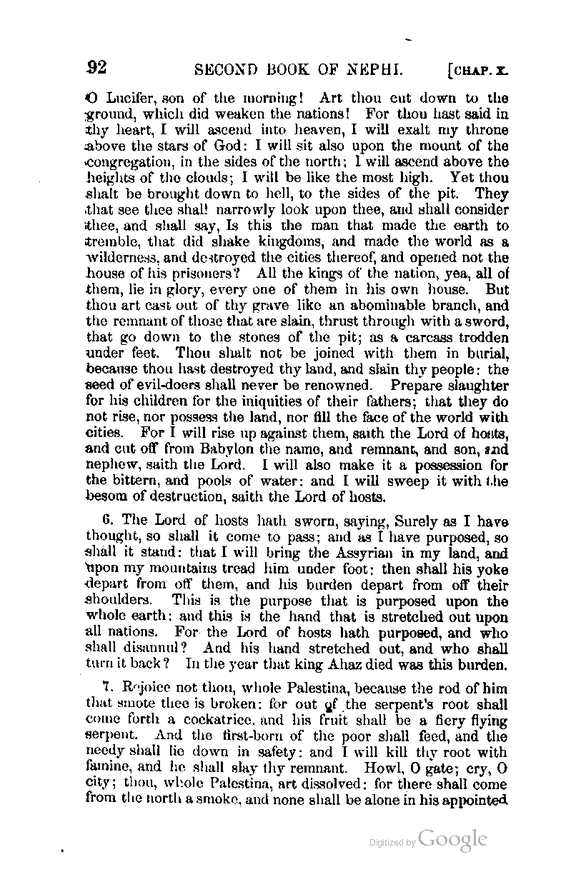 92 SECOND BOOK OF NEPHI. [CHAP. X.
O Lucifer, son of the morning! Art thou cut down to the
ground, which did weaken the nations! For thou hast said in
thy heart, I will ascend into heaven, I will exalt my throne
above the stars of God: I will sit also upon the mount of the
congregation, in the sides of the north; I will ascend above the
heights of the clouds; I will be like the most high. Yet thou
shalt be brought down to hell, to the sides of the pit. They
that see thee shall narrowly look upon thee, and shall consider
thee, and shall say, Is this the man that made the earth to
tremble, that did shake kingdoms, and made the world as a
wilderness, and destroyed the cities thereof, and opened not the
house of his prisoners? All the kings of the nation, yea, all of
them, lie in glory, every one of them in his own house. But
thou art cast out of thy grave like an abominable branch, and
the remnant of those that are slain, thrust through with a sword,
that go down to the stones of the pit; as a carcass trodden
under feet. Thou shalt not be joined with them in burial,
because thou hast destroyed thy land, and slain thy people: the
seed of evil-doers shall never be renowned. Prepare slaughter
for his children for the iniquities of their fathers; that they do
not rise, nor possess the land, nor fill the face of the world with
cities. For I will rise up against them, saith the Lord of hosts,
and cut off from Babylon the name, and remnant, and son, and
nephew, saith the Lord. I will also make it a possession for
the bittern, and pools of water: and I will sweep it with the
besom of destruction, saith the Lord of hosts.
6. The Lord of hosts hath sworn, saying, Surely as I have
thought, so shall it come to pass; and as I have purposed, so
shall it stand: that I will bring the Assyrian in my land, and
upon my mountains tread him under foot: then shall his yoke
depart from off them, and his burden depart from off their
shoulders. This is the purpose that is purposed upon the
whole earth: and this is the hand that is stretched out upon
all nations. For the Lord of hosts hath purposed, and who
shall disannul? And his hand stretched out, and who shall
turn it back? In the year that king Ahaz died was this burden.
7. Rejoice not thou, whole Palestina, because the rod of him
that smote thee is broken: for out of the serpent's root shall
come forth a cockatrice, and his fruit shall be a fiery flying
serpent. And the first-born of the poor shall feed, and the
needy shall lie down in safety: and I will kill thy root with
famine, and he shall slay thy remnant. Howl, O gate; cry, O
city; thou, whole Palestina, art dissolved: for there shall come
from the north a smoke, and none shall be alone in his appointed
Digitized by Google